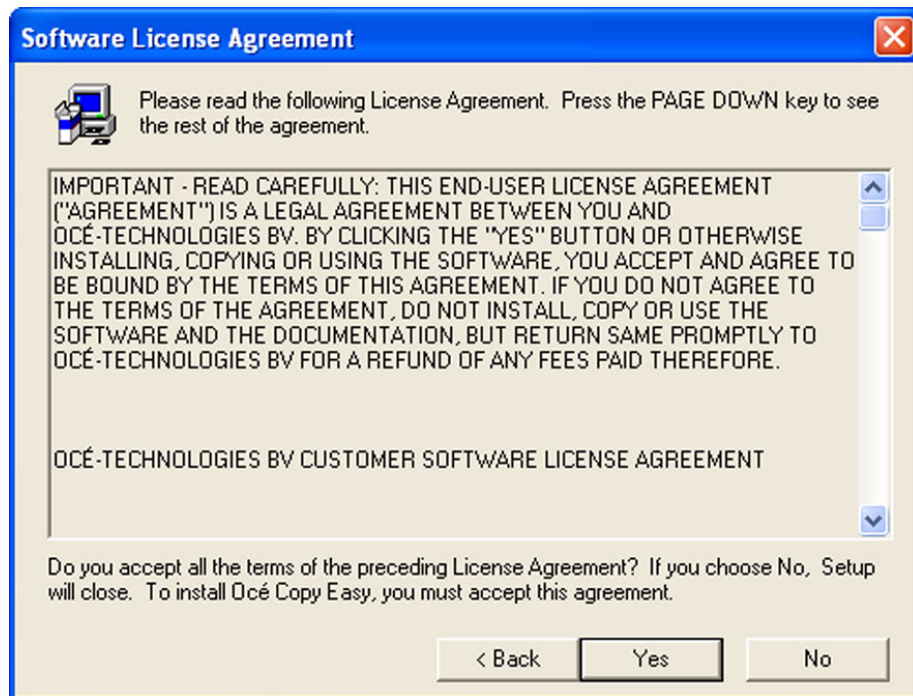 Software License Agreement
Please read the following License Agreement.  Press the PAGE DOWN key to see
the rest of the agreement.
IMPORTANT - READ CAREFULLY: THIS END-USER LICENSE AGREEMENT
("AGREEMENT") IS A LEGAL AGREEMENT BETWEEN YOU AND
OCÉ-TECHNOLOGIES BV. BY CLICKING THE "YES" BUTTON OR OTHERWISE
INSTALLING, COPYING OR USING THE SOFTWARE, YOU ACCEPT AND AGREE TO
BE BOUND BY THE TERMS OF THIS AGREEMENT. IF YOU DO NOT AGREE TO
THE TERMS OF THE AGREEMENT, DO NOT INSTALL, COPY OR USE THE
SOFTWARE AND THE DOCUMENTATION, BUT RETURN SAME PROMPTLY TO
OCÉ-TECHNOLOGIES BV FOR A REFUND OF ANY FEES PAID THEREFORE.
OCÉ-TECHNOLOGIES BV CUSTOMER SOFTWARE LICENSE AGREEMENT
Do you accept all the terms of the preceding License Agreement?  If you choose No,  Setup
will close.  To install Océ Copy Easy, you must accept this agreement.
< Back Yes No